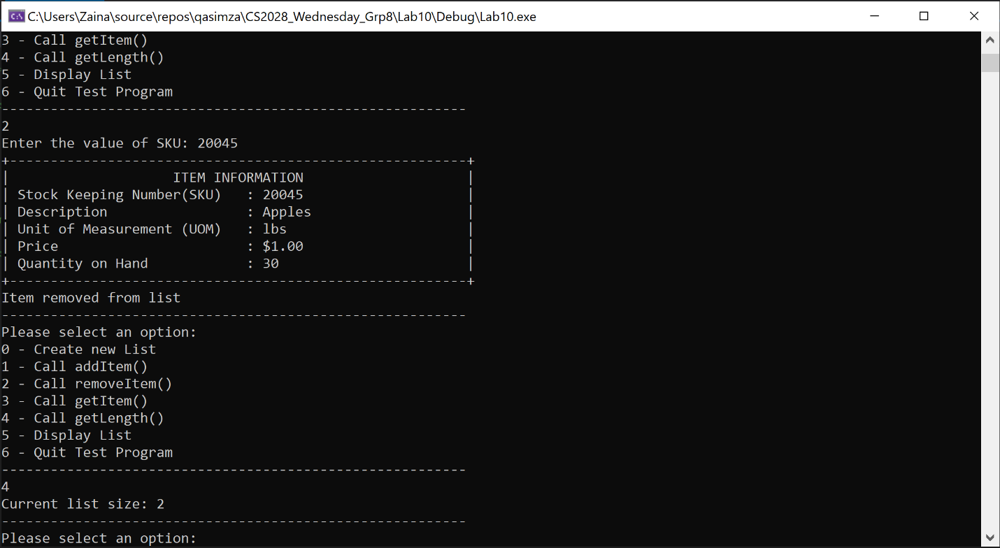 C:\Users\Zaina\source\repos\qasimza\CS2028_Wednesday_Grp8\Lab10\Debug\Lab10.exe
3 - Call getItem()
4 - Call getLength()
5 - Display List
6 - Quit Test Program
---------------------------------------------------------
2
Enter the value of SKU: 20045
+--------------------------------------------------------+
|                    ITEM INFORMATION                    |
| Stock Keeping Number(SKU)   : 20045                    |
| Description                 : Apples                   |
| Unit of Measurement (UOM)   : lbs                      |
| Price                       : $1.00                    |
| Quantity on Hand            : 30                       |
+--------------------------------------------------------+
Item removed from list
---------------------------------------------------------
Please select an option:
0 - Create new List
1 - Call addItem()
2 - Call removeItem()
3 - Call getItem()
4 - Call getLength()
5 - Display List
6 - Quit Test Program
---------------------------------------------------------
4
Current list size: 2
---------------------------------------------------------
Please select an option: